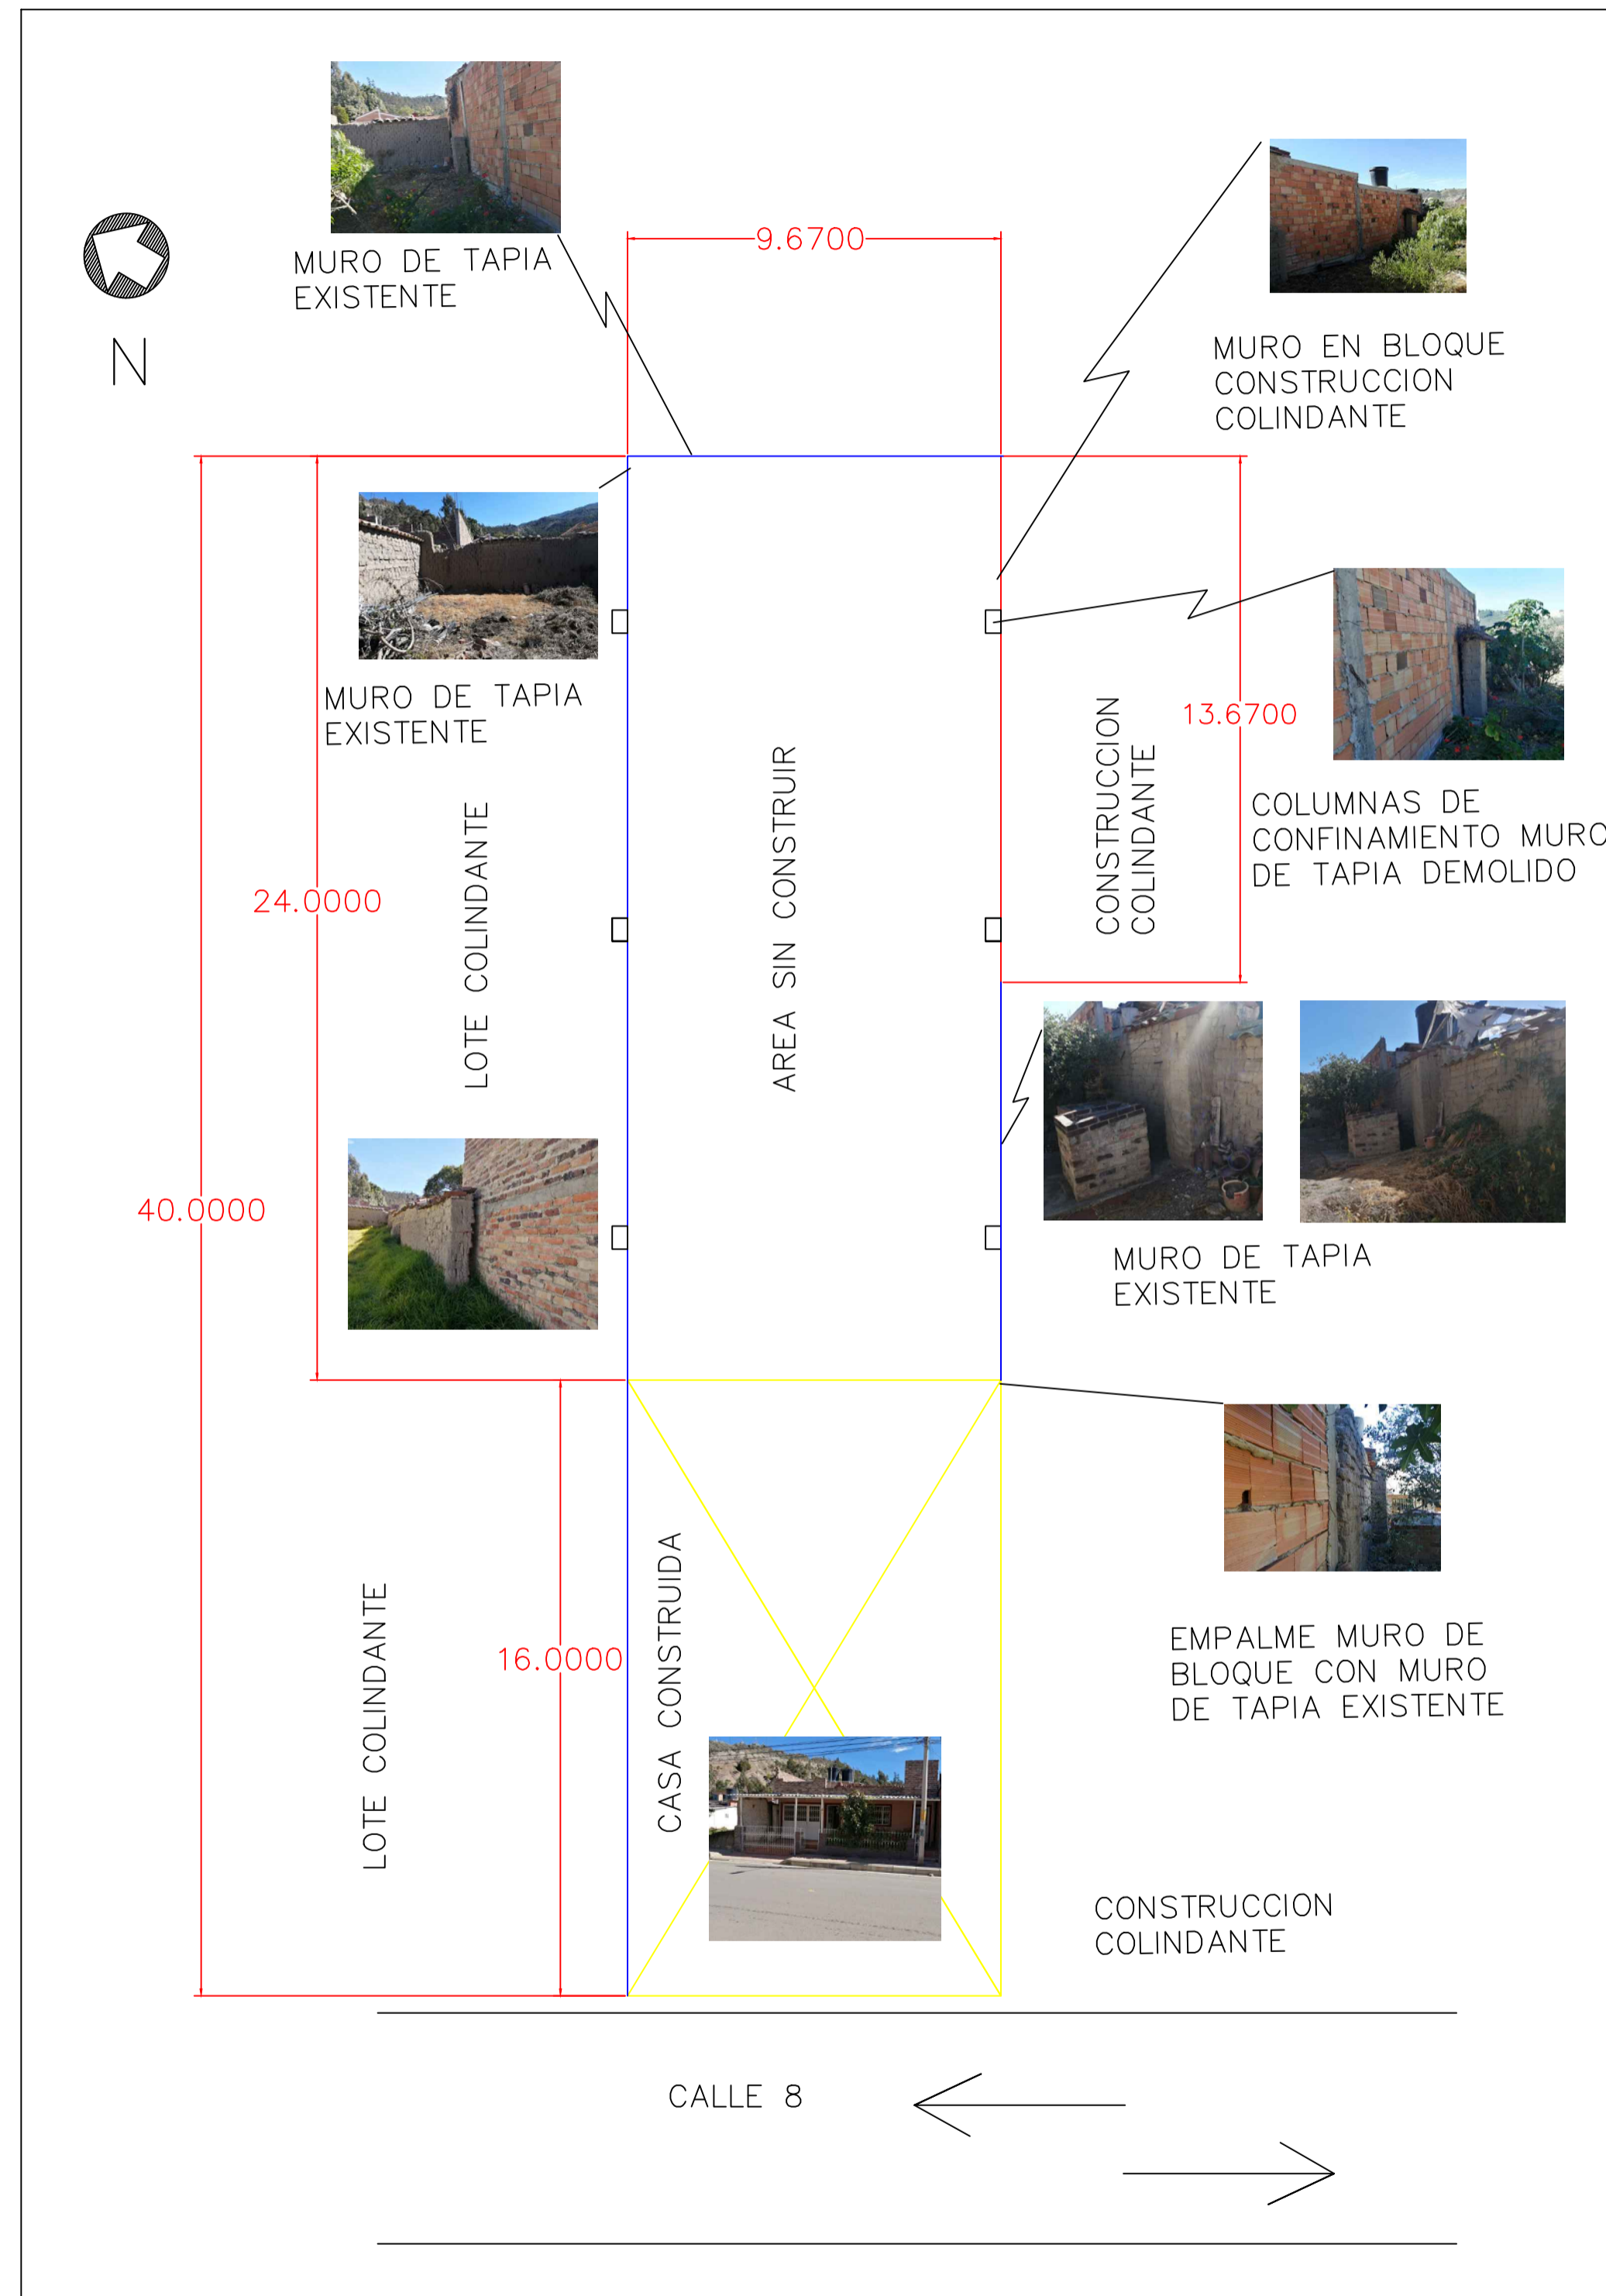 MURO DE TAPIA
EXISTENTE
N
9.6700
MURO EN BLOQUE
CONSTRUCCION
COLINDANTE
MURO DE TAPIA
EXISTENTE
13.6700
CONSTRUCCION
COLINDANTE
COLUMNAS DE
CONFINAMIENTO MURO
DE TAPIA DEMOLIDO
24.0000
LOTE COLINDANTE
AREA SIN CONSTRUIR
40.0000
MURO DE TAPIA
EXISTENTE
16.0000
LOTE COLINDANTE
CASA CONSTRUIDA
EMPALME MURO DE
BLOQUE CON MURO
DE TAPIA EXISTENTE
CONSTRUCCION
COLINDANTE
CALLE 8